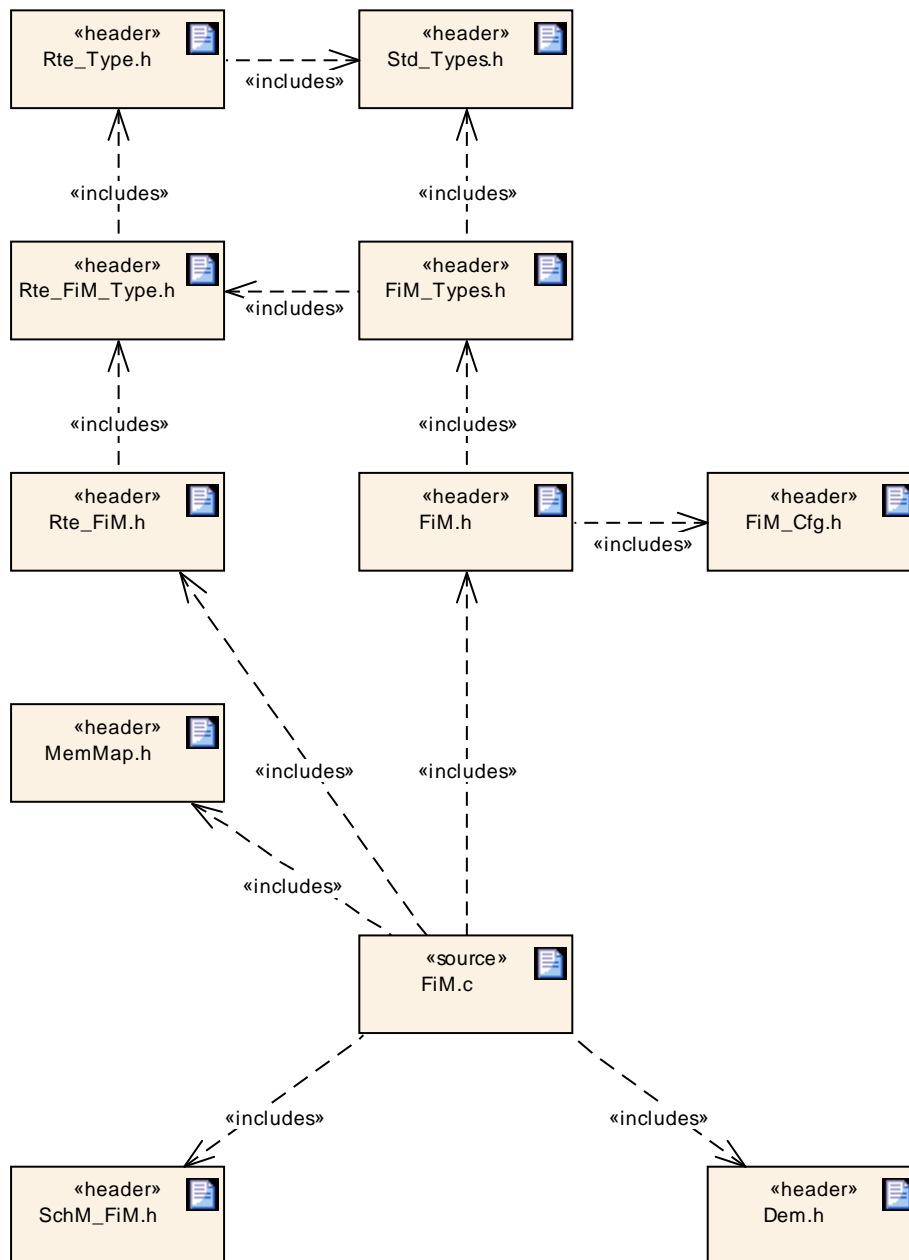 «header»
Rte_Type.h
«header»
Std_Types.h
«includes»
«includes»
«includes»
«header»
Rte_FiM_Type.h
«header»
FiM_Types.h
«includes»
«includes»
«includes»
«header»
Rte_FiM.h
«header»
FiM.h
«header»
FiM_Cfg.h
«includes»
«header»
MemMap.h
«includes»
«includes»
«includes»
«source»
FiM.c
«includes»
«includes»
«header»
SchM_FiM.h
«header»
Dem.h